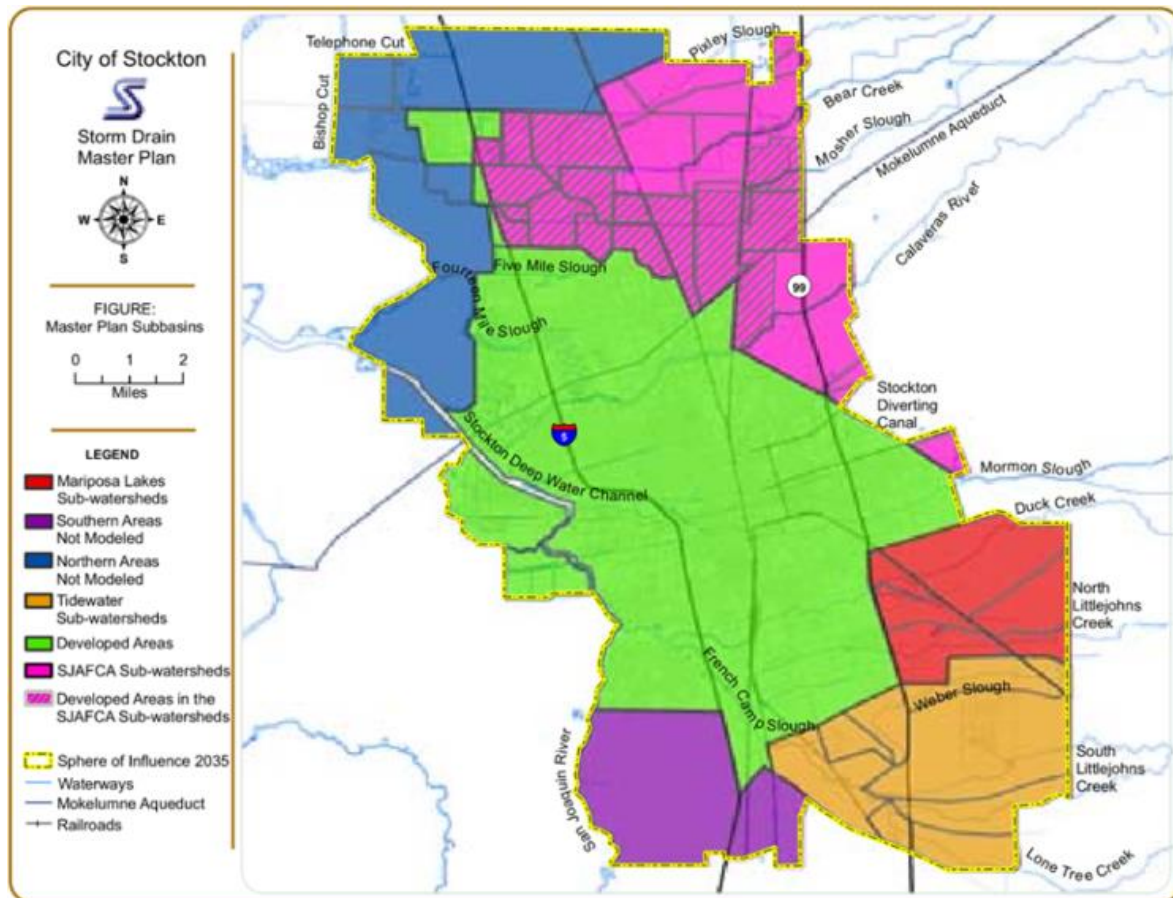 City of Stockton
Storm Drain
Master Plan
N
W
E
S
FIGURE:
Master Plan Subbasins
0 1 2
Miles
LEGEND
Mariposa Lakes
Sub-watersheds
Southern Areas
Not Modeled
Northern Areas
Not Modeled
Tidewater
Sub-watersheds
Developed Areas
SJAFCA Sub-watersheds
Developed Areas in the
SJAFCA Sub-watersheds
Sphere of Influence 2035
Waterways
Mokelumne Aqueduct
Railroads
Telephone Cut
Bishop Cut
Pixley Slough
Bear Creek
Mosher Slough
Mokelumne Aqueduct
Calaveras River
Five Mile Slough
Fourteen Mile Slough
99
5
Stockton
Diverting
Canal
Stockton Deep Water Channel
Mormon Slough
Duck Creek
North
Littlejohns
Creek
French Camp Slough
Weber Slough
San Joaquin River
South
Littlejohns
Creek
Lone Tree Creek